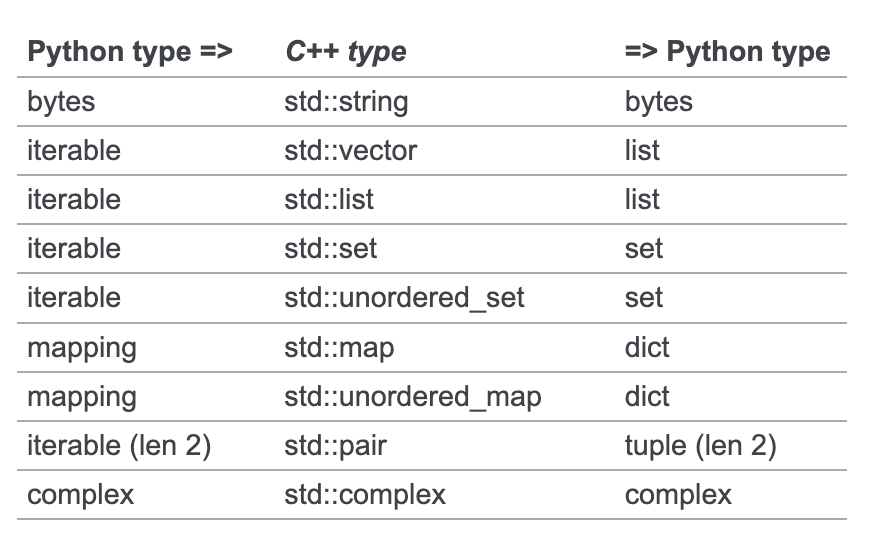 Python type => C++ type => Python type
bytes std::string bytes
iterable std::vector list
iterable std::list list
iterable std::set set
iterable std::unordered_set set
mapping std::map dict
mapping std::unordered_map dict
iterable (len 2) std::pair tuple (len 2)
complex std::complex complex